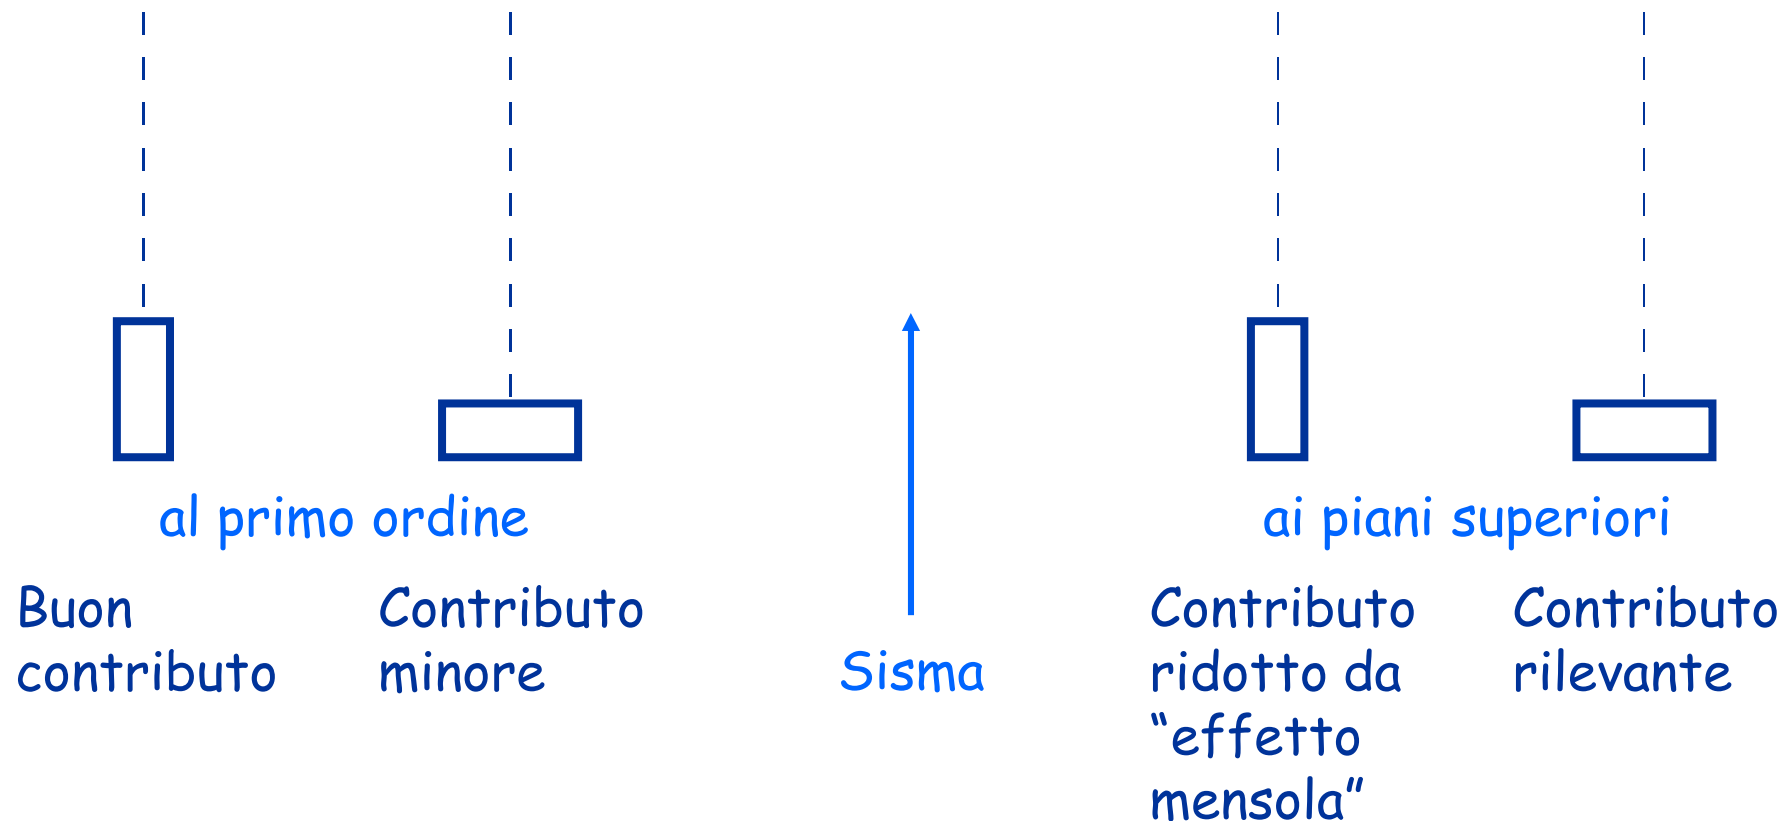 al primo ordine
ai piani superiori
Buon
contributo
Contributo
minore
Sisma
Contributo
ridotto da
“effetto
mensola”
Contributo
rilevante